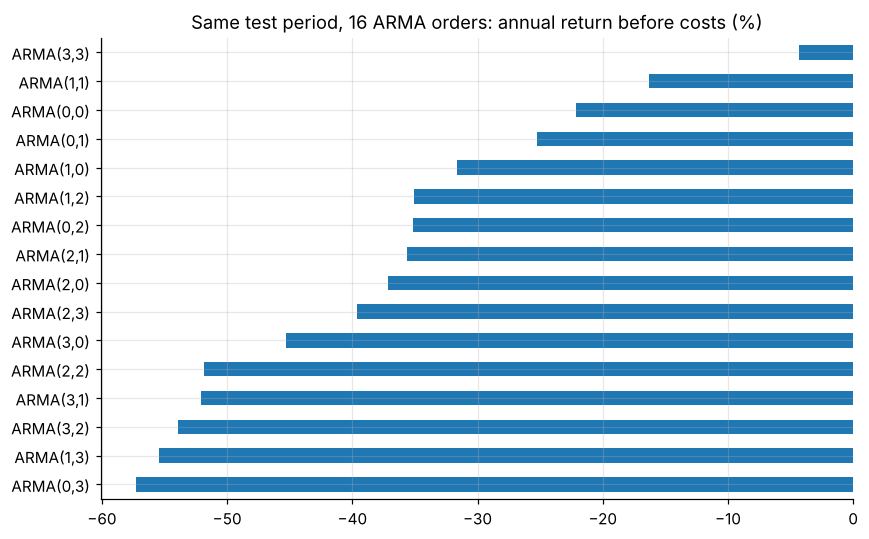 Same test period, 16 ARMA orders: annual return before costs (%)
ARMA(3,3)
ARMA(1,1)
ARMA(0,0)
ARMA(0,1)
ARMA(1,0)
ARMA(1,2)
ARMA(0,2)
ARMA(2,1)
ARMA(2,0)
ARMA(2,3)
ARMA(3,0)
ARMA(2,2)
ARMA(3,1)
ARMA(3,2)
ARMA(1,3)
ARMA(0,3)
−60 −50 −40 −30 −20 −10 0